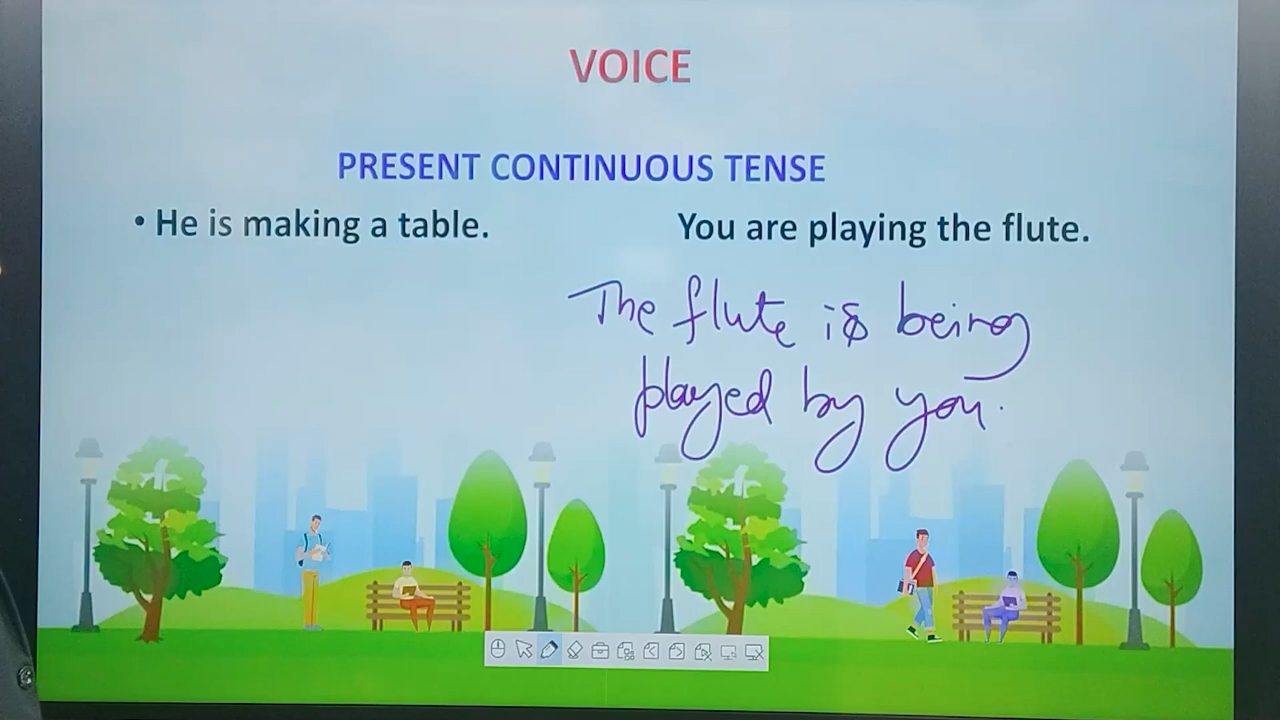 VOICE
PRESENT CONTINUOUS TENSE
• He is making a table.
You are playing the flute.
The flute is being
played by you.